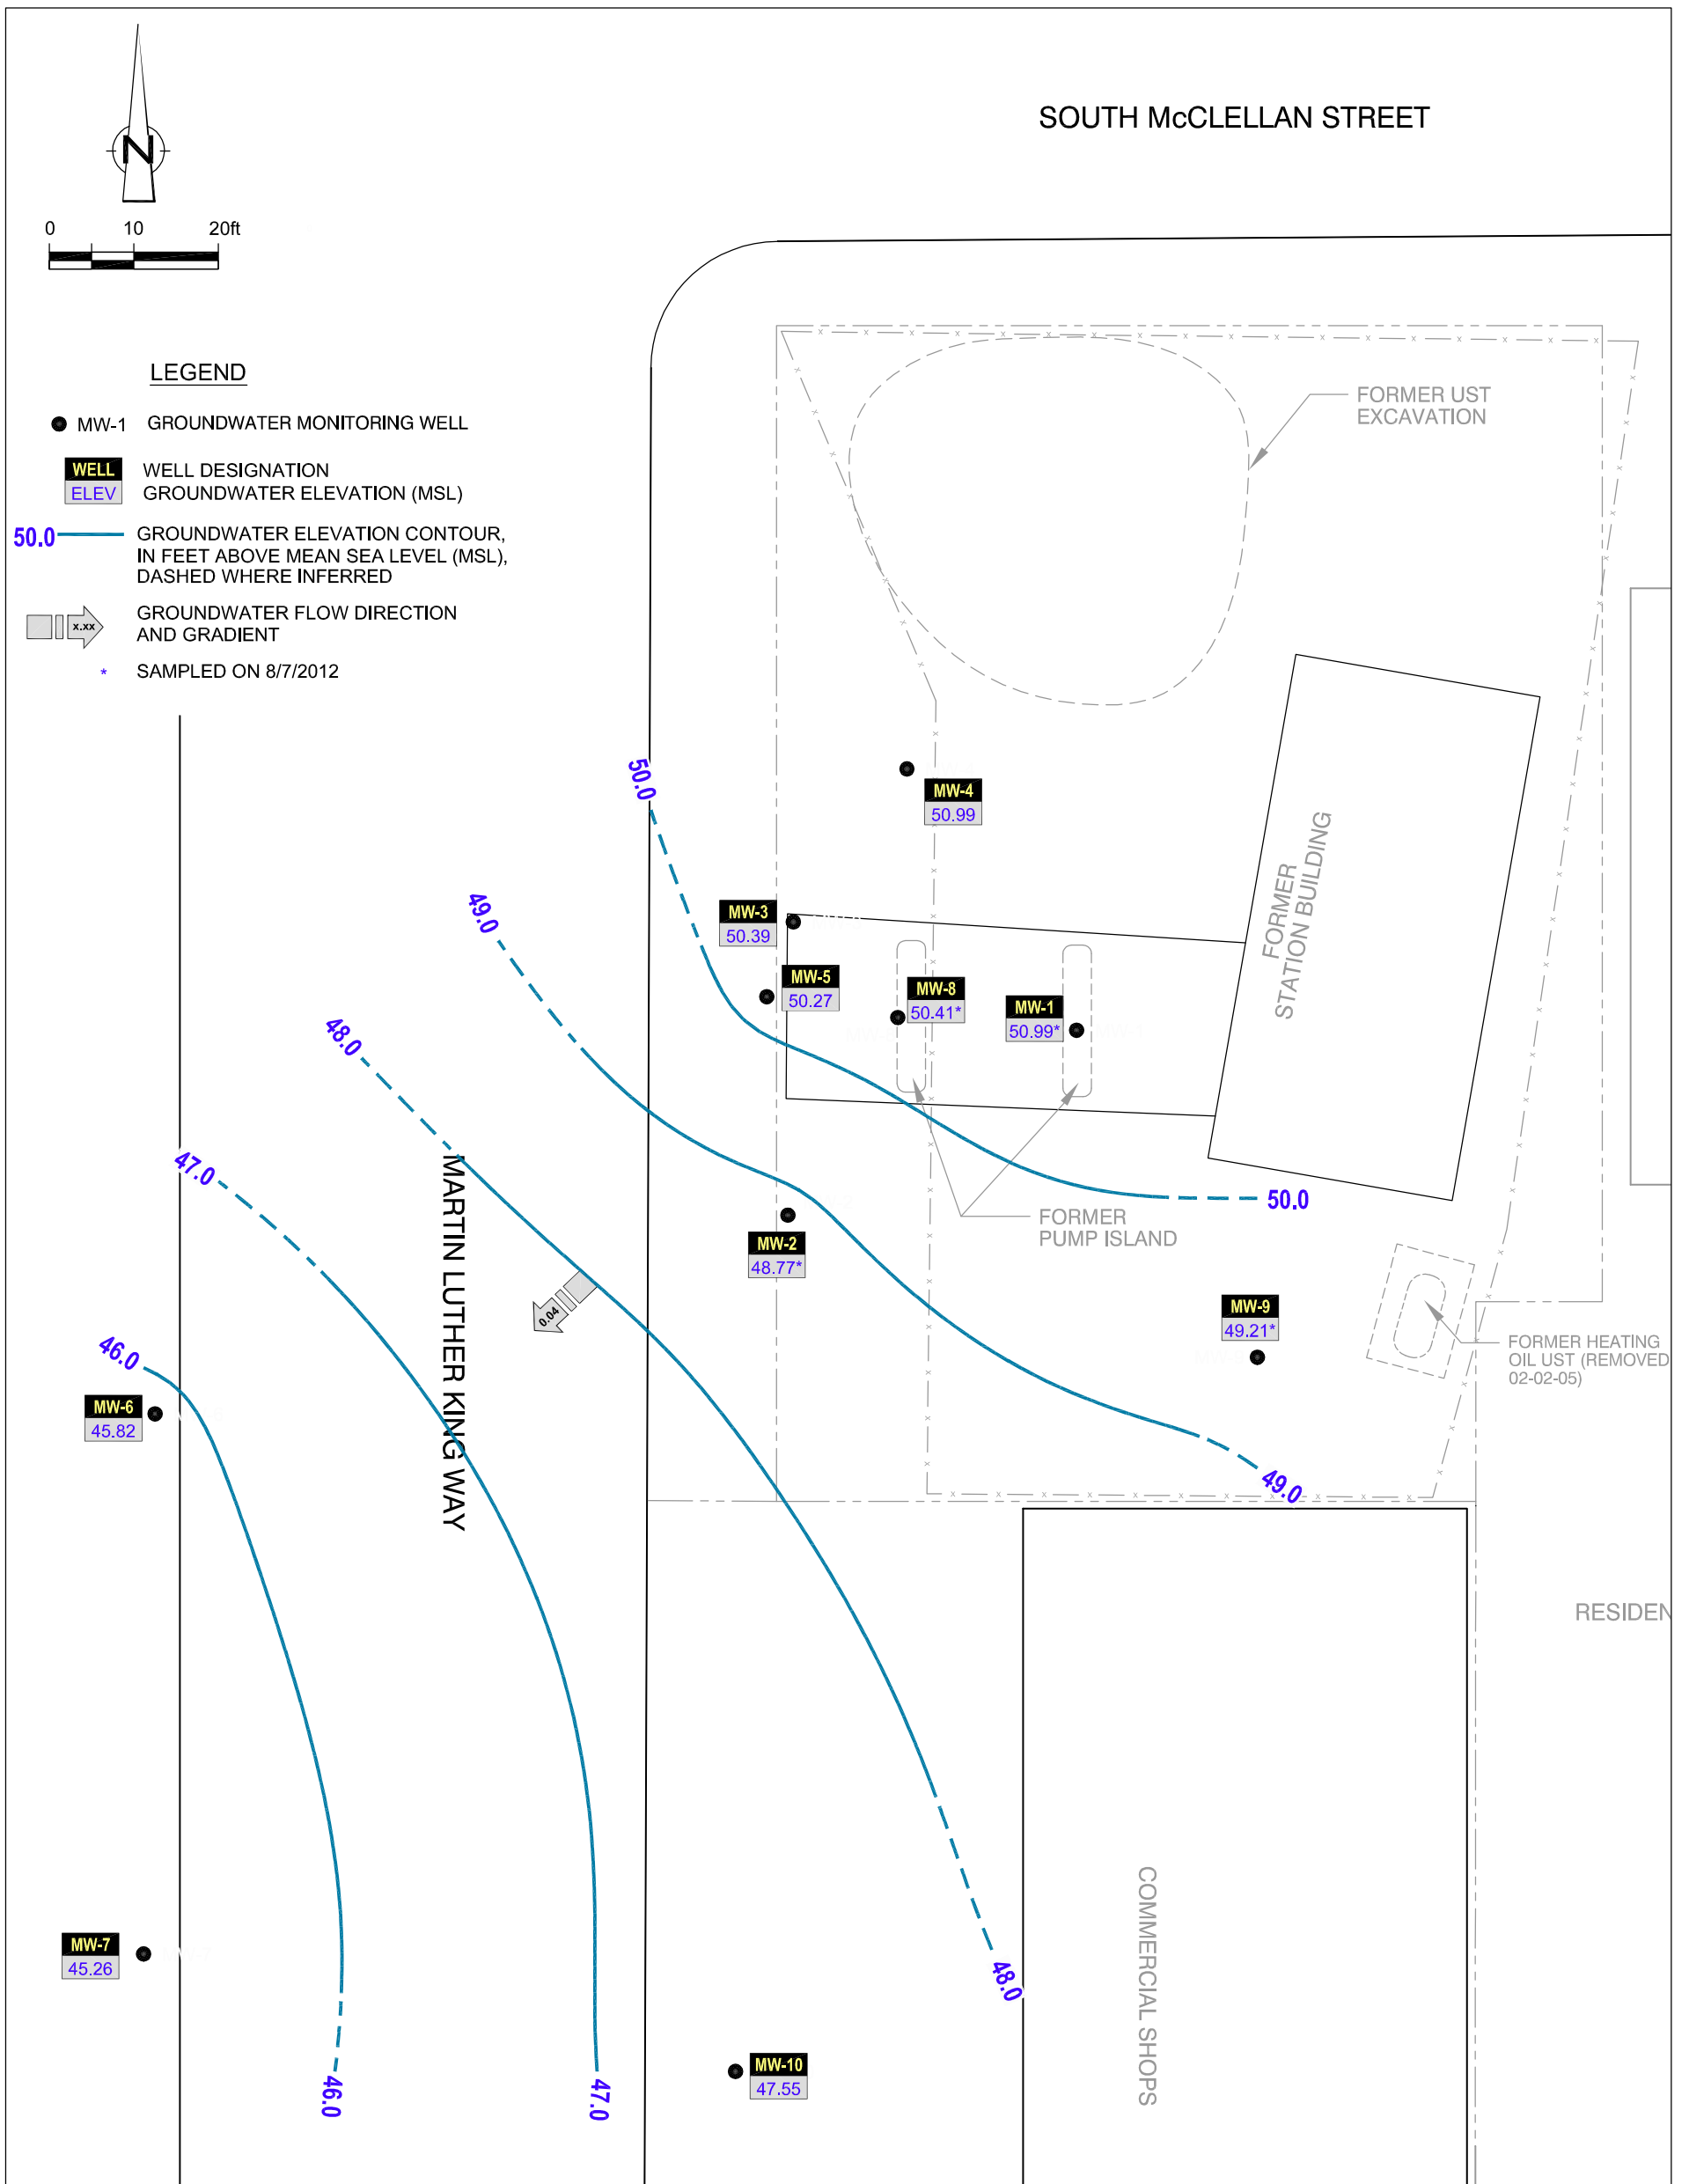 SOUTH McCLELLAN STREET
N
0 10 20ft
LEGEND
MW-1 GROUNDWATER MONITORING WELL
WELL WELL DESIGNATION
ELEV GROUNDWATER ELEVATION (MSL)
50.0 GROUNDWATER ELEVATION CONTOUR,
IN FEET ABOVE MEAN SEA LEVEL (MSL),
DASHED WHERE INFERRED
x.xx GROUNDWATER FLOW DIRECTION
AND GRADIENT
* SAMPLED ON 8/7/2012
FORMER UST
EXCAVATION
50.0
MW-4
50.99
FORMER
STATION BUILDING
49.0
MW-3
50.39
MW-5
50.27
MW-8
50.41*
MW-1
50.99*
48.0
47.0
50.0
FORMER
PUMP ISLAND
MW-2
48.77*
MARTIN LUTHER KING WAY
0.04
MW-9
49.21*
FORMER HEATING
OIL UST (REMOVED
02-02-05)
46.0
MW-6
45.82
49.0
RESIDEN
MW-7
45.26
48.0
COMMERCIAL SHOPS
MW-10
47.55
46.0
47.0